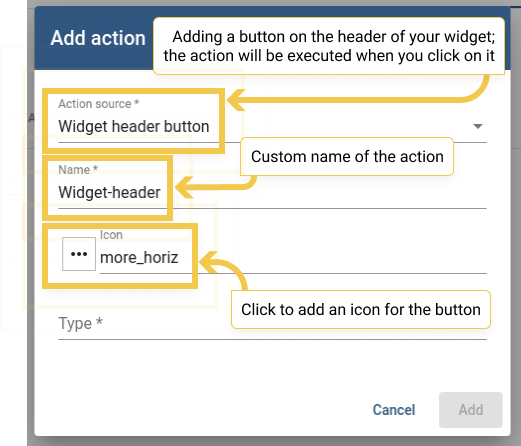 Add action
Adding a button on the header of your widget;
the action will be executed when you click on it
Action source *
Widget header button
Custom name of the action
Name *
Widget-header
Icon
more_horiz
Click to add an icon for the button
Type *
Cancel
Add